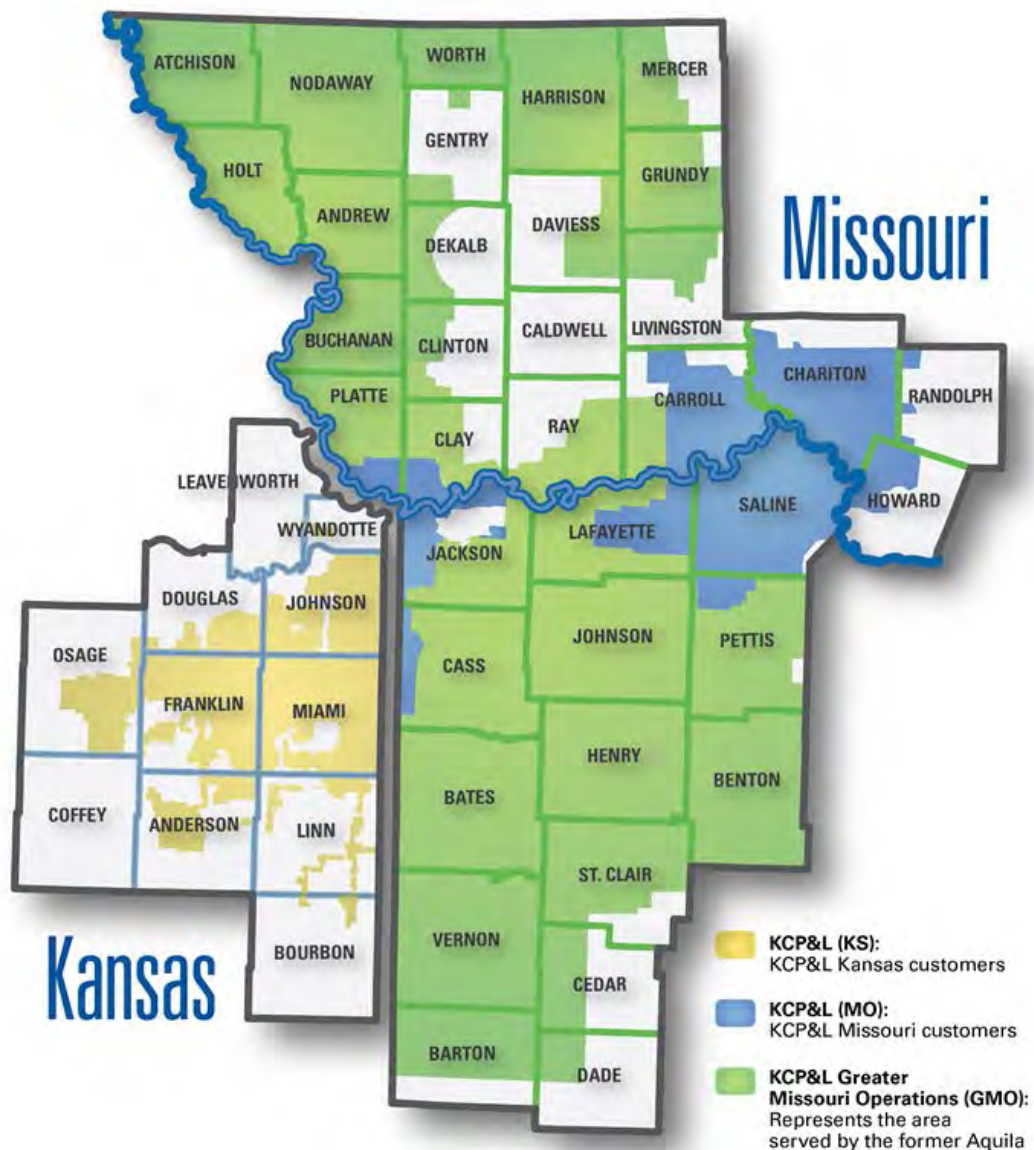 ATCHISON
NODAWAY
WORTH
HARRISON
MERCER
GENTRY
HOLT
GRUNDY
ANDREW
DAVIESS
DEKALB
Missouri
BUCHANAN
CLINTON
CALDWELL
LIVINGSTON
PLATTE
CHARITON
CARROLL
RANDOLPH
CLAY
RAY
LEAVENWORTH
HOWARD
SALINE
WYANDOTTE
LAFAYETTE
JACKSON
DOUGLAS
JOHNSON
JOHNSON
PETTIS
OSAGE
CASS
FRANKLIN
MIAMI
HENRY
BENTON
BATES
COFFEY
ANDERSON
LINN
ST. CLAIR
VERNON
BOURBON
Kansas
CEDAR
BARTON
DADE
KCP&L (KS):
KCP&L Kansas customers
KCP&L (MO):
KCP&L Missouri customers
KCP&L Greater
Missouri Operations (GMO):
Represents the area
served by the former Aquila